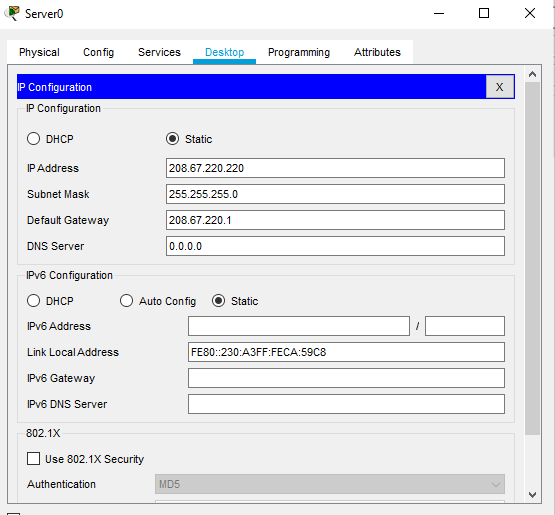 Server0
Physical Config Services Desktop Programming Attributes
IP Configuration X
IP Configuration
DHCP Static
IP Address 208.67.220.220
Subnet Mask 255.255.255.0
Default Gateway 208.67.220.1
DNS Server 0.0.0.0
IPv6 Configuration
DHCP Auto Config Static
IPv6 Address /
Link Local Address FE80::230:A3FF:FECA:59C8
IPv6 Gateway
IPv6 DNS Server
802.1X
Use 802.1X Security
Authentication MD5